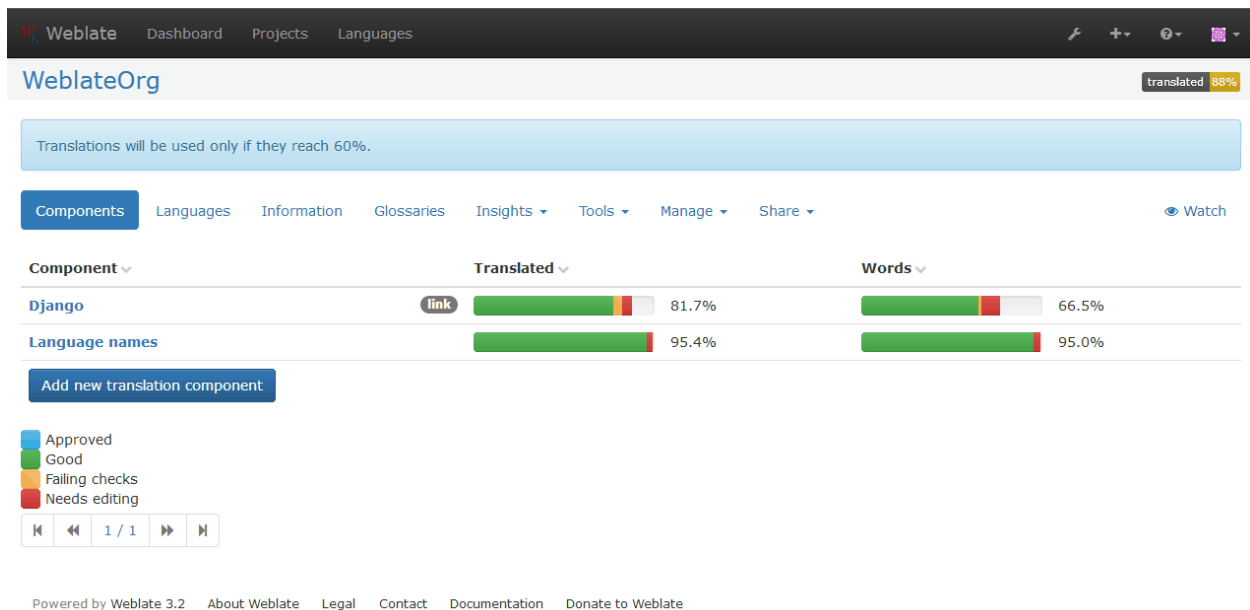 Weblate Dashboard Projects Languages
WeblateOrg translated 88%
Translations will be used only if they reach 60%.
Components Languages Information Glossaries Insights Tools Manage Share Watch
Component Translated Words
Django link 81.7% 66.5%
Language names 95.4% 95.0%
Add new translation component
Approved
Good
Failing checks
Needs editing
1 / 1
Powered by Weblate 3.2 About Weblate Legal Contact Documentation Donate to Weblate